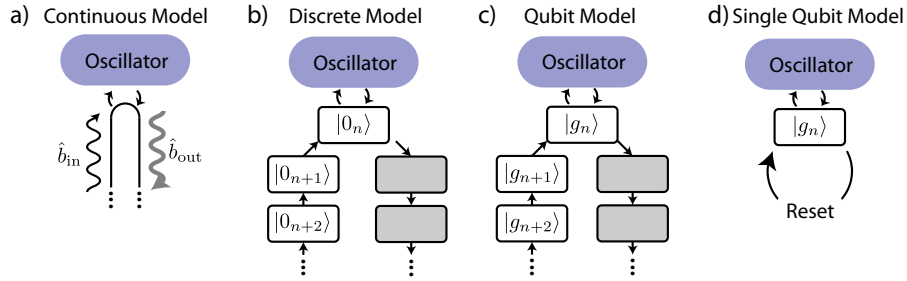 a) Continuous Model
Oscillator
b̂in
b̂out
b) Discrete Model
Oscillator
|0n⟩
|0n+1⟩
|0n+2⟩
c) Qubit Model
Oscillator
|gn⟩
|gn+1⟩
|gn+2⟩
d) Single Qubit Model
Oscillator
|gn⟩
Reset